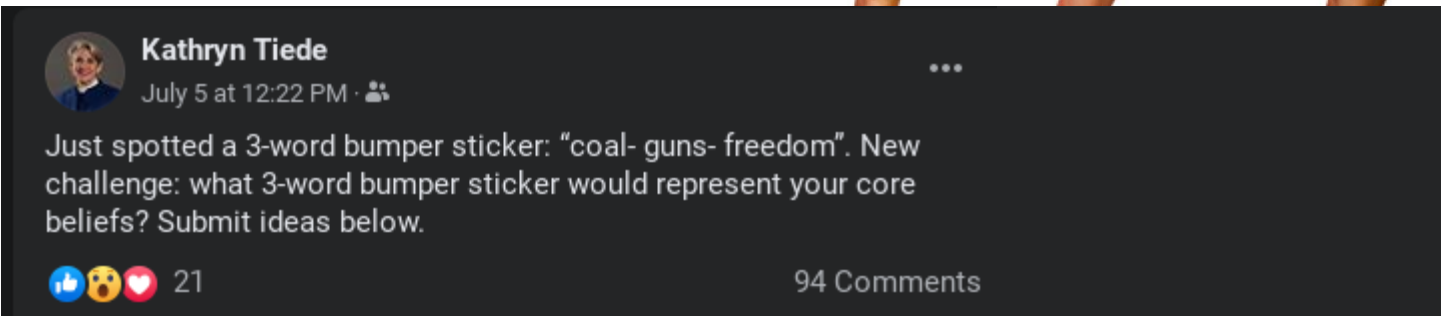 Kathryn Tiede
July 5 at 12:22 PM ·
Just spotted a 3-word bumper sticker: “coal- guns- freedom”. New
challenge: what 3-word bumper sticker would represent your core
beliefs? Submit ideas below.
21
94 Comments